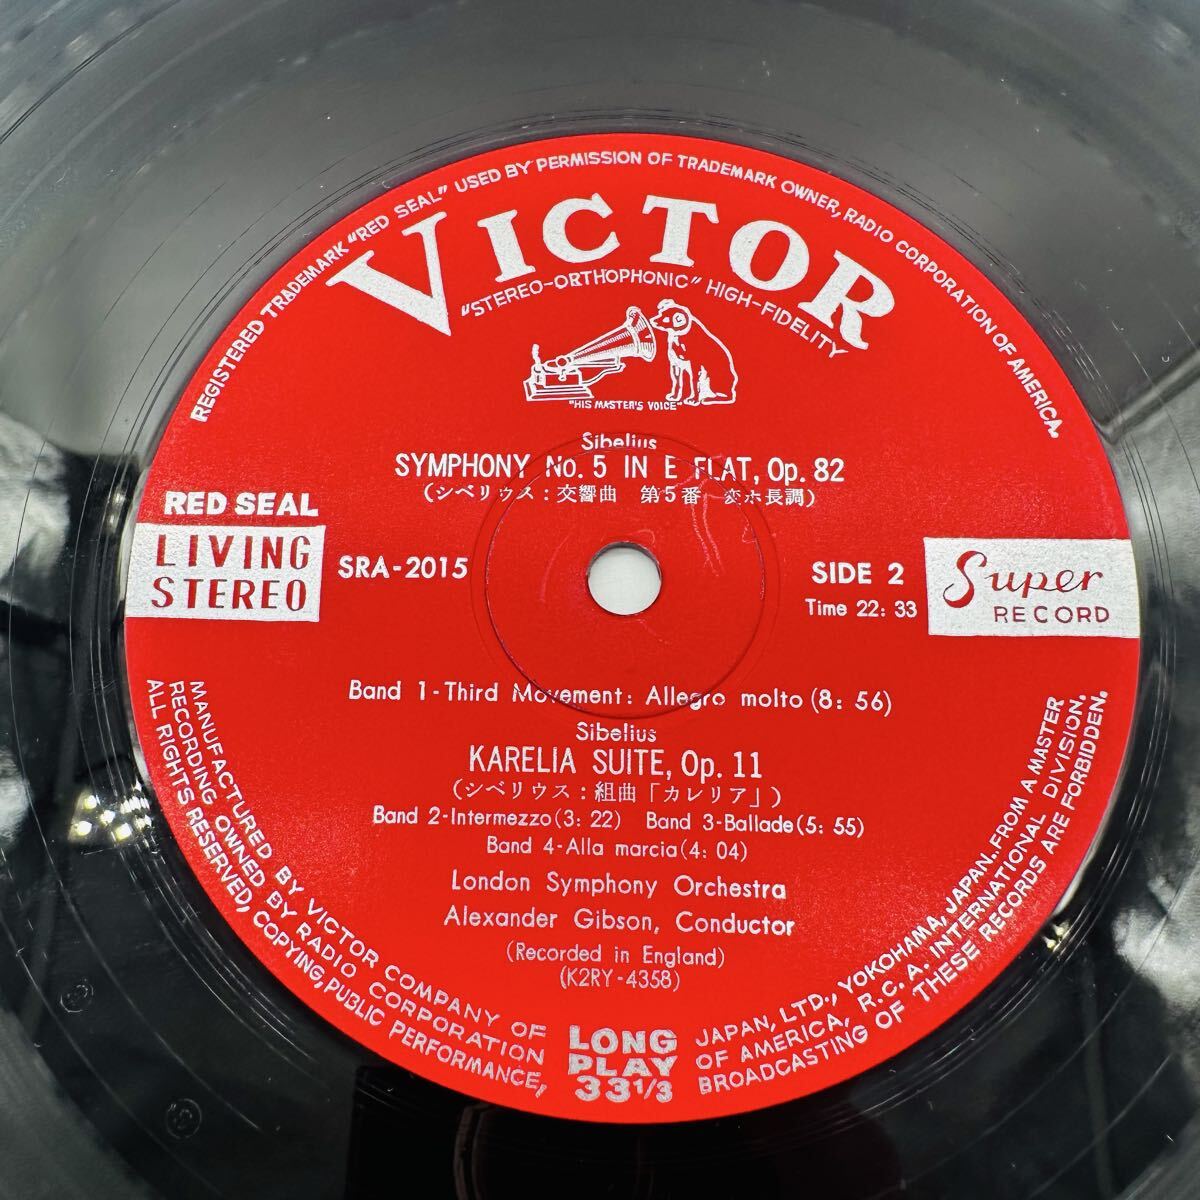 REGISTERED TRADEMARK "RED SEAL" USED BY PERMISSION OF TRADEMARK OWNER, RADIO CORPORATION OF AMERICA.
VICTOR
"STEREO-ORTHOPHONIC" HIGH-FIDELITY
"HIS MASTER'S VOICE"
Sibelius
SYMPHONY No. 5 IN E FLAT, Op. 82
(シベリウス:交響曲 第5番 変ホ長調)
RED SEAL
LIVING
STEREO
SRA-2015
SIDE 2
Time 22: 33
Super
RECORD
Band 1-Third Movement: Allegro molto (8: 56)
Sibelius
KARELIA SUITE, Op. 11
(シベリウス:組曲「カレリア」)
Band 2-Intermezzo(3: 22) Band 3-Ballade(5: 55)
Band 4-Alla marcia(4: 04)
London Symphony Orchestra
Alexander Gibson, Conductor
(Recorded in England)
(K2RY-4358)
MANUFACTURED BY VICTOR COMPANY OF JAPAN, LTD., YOKOHAMA, JAPAN. FROM A MASTER
RECORDING OWNED BY RADIO CORPORATION OF AMERICA, R.C.A. INTERNATIONAL DIVISION.
ALL RIGHTS RESERVED, COPYING, PUBLIC PERFORMANCE, BROADCASTING OF THESE RECORDS ARE FORBIDDEN.
LONG
PLAY
33 1/3